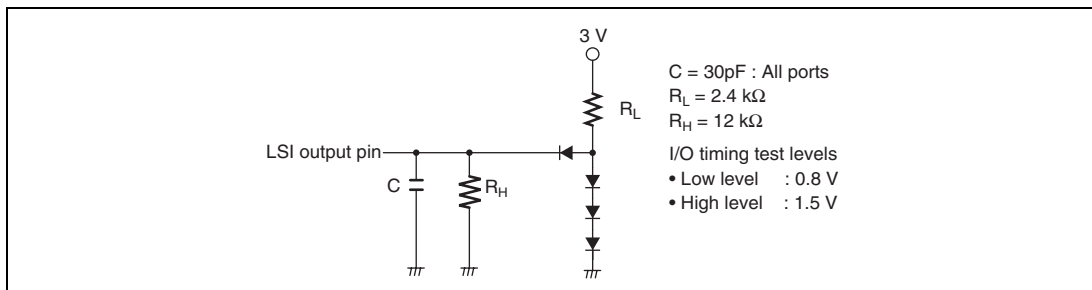 3 V
C = 30pF : All ports
R_L = 2.4 kΩ
R_H = 12 kΩ
I/O timing test levels
• Low level : 0.8 V
• High level : 1.5 V
R_L
LSI output pin
C
R_H